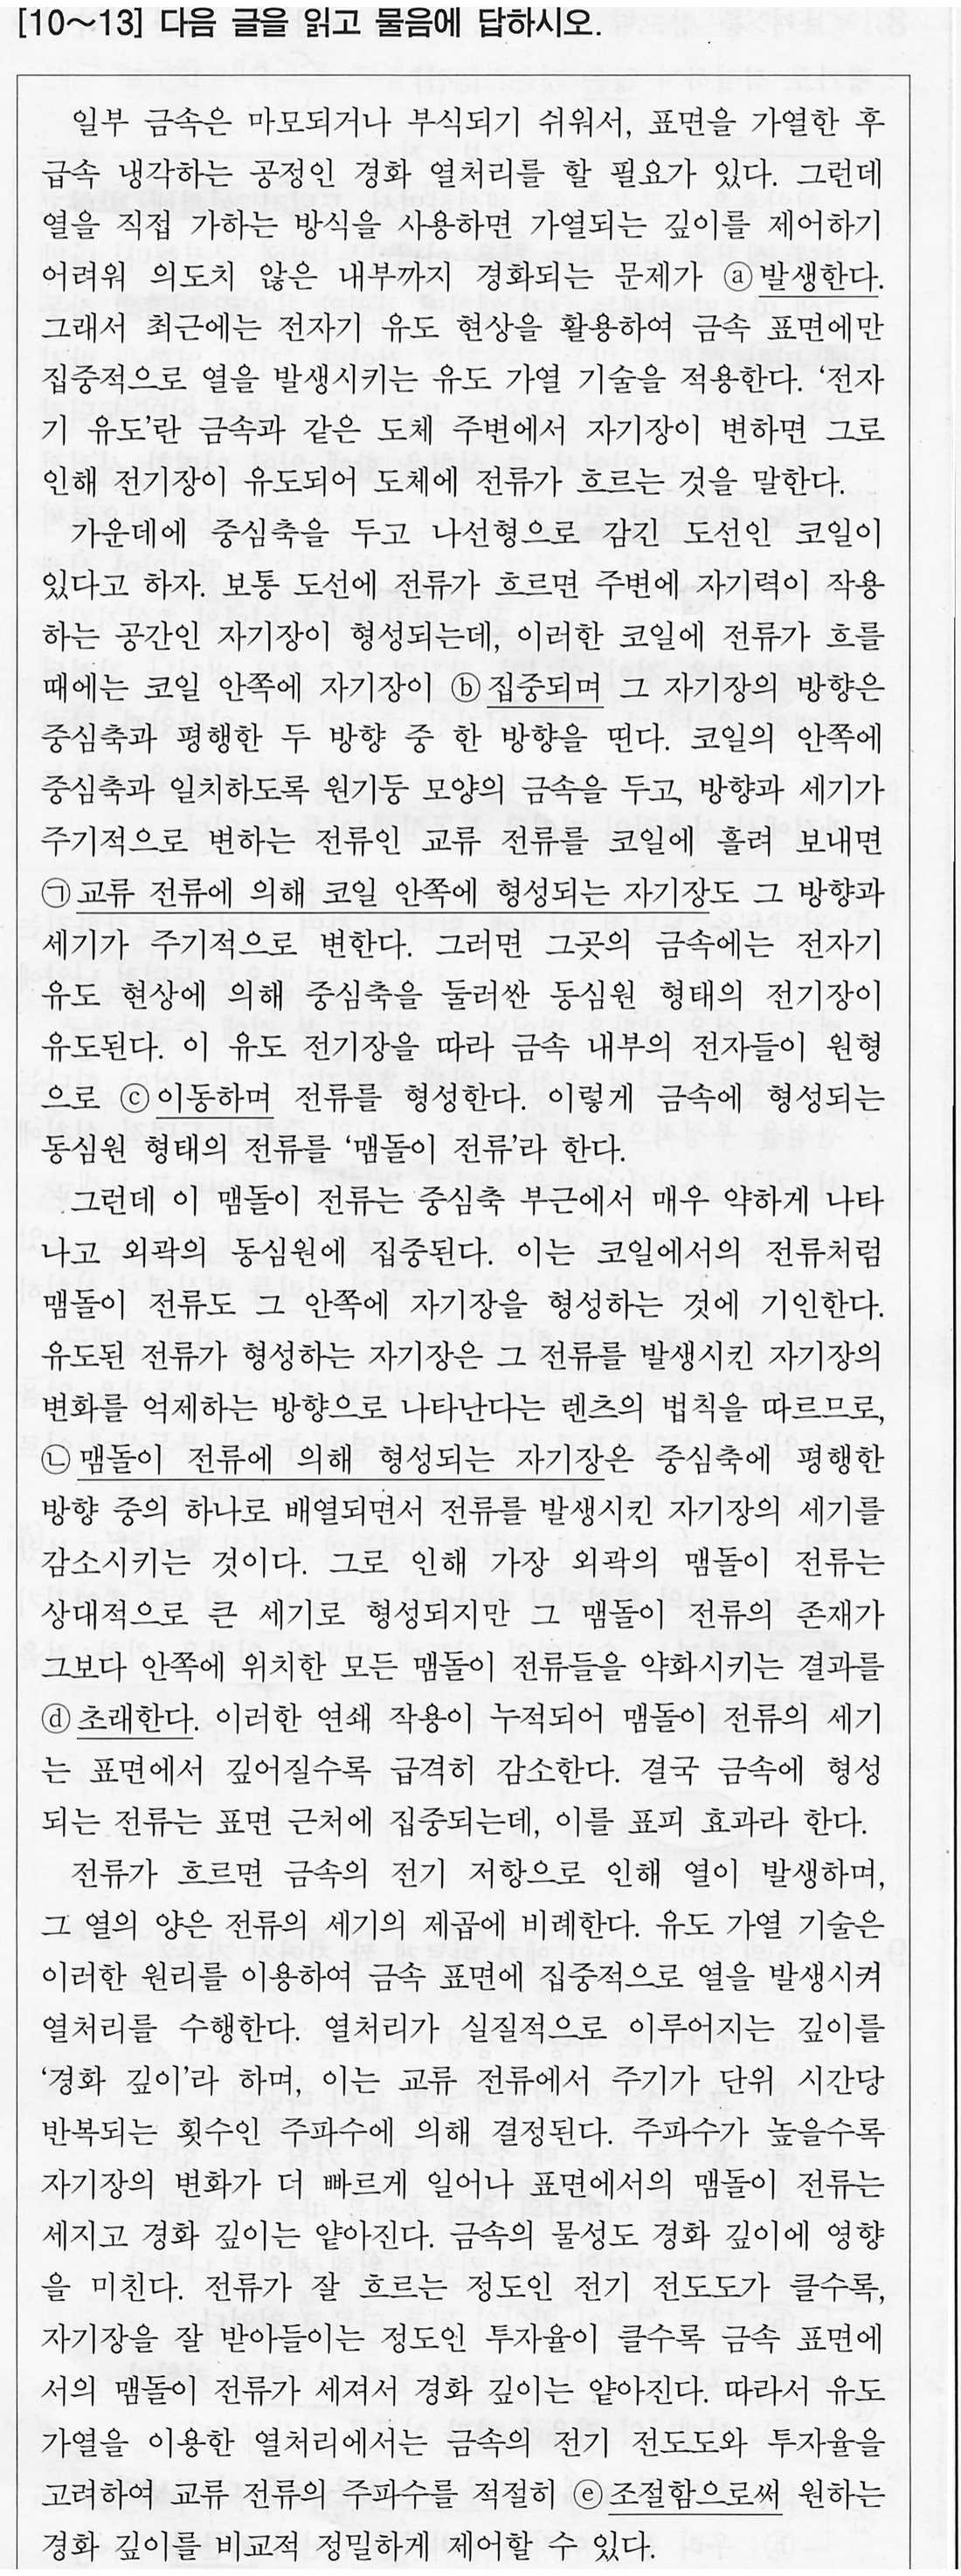 [10～13] 다음 글을 읽고 물음에 답하시오.
일부 금속은 마모되거나 부식되기 쉬워서, 표면을 가열한 후
급속 냉각하는 공정인 경화 열처리를 할 필요가 있다. 그런데
열을 직접 가하는 방식을 사용하면 가열되는 깊이를 제어하기
어려워 의도치 않은 내부까지 경화되는 문제가 ⓐ발생한다.
그래서 최근에는 전자기 유도 현상을 활용하여 금속 표면에만
집중적으로 열을 발생시키는 유도 가열 기술을 적용한다. ‘전자
기 유도’란 금속과 같은 도체 주변에서 자기장이 변하면 그로
인해 전기장이 유도되어 도체에 전류가 흐르는 것을 말한다.
가운데에 중심축을 두고 나선형으로 감긴 도선인 코일이
있다고 하자. 보통 도선에 전류가 흐르면 주변에 자기력이 작용
하는 공간인 자기장이 형성되는데, 이러한 코일에 전류가 흐를
때에는 코일 안쪽에 자기장이 ⓑ집중되며 그 자기장의 방향은
중심축과 평행한 두 방향 중 한 방향을 띤다. 코일의 안쪽에
중심축과 일치하도록 원기둥 모양의 금속을 두고, 방향과 세기가
주기적으로 변하는 전류인 교류 전류를 코일에 흘려 보내면
㉠교류 전류에 의해 코일 안쪽에 형성되는 자기장도 그 방향과
세기가 주기적으로 변한다. 그러면 그곳의 금속에는 전자기
유도 현상에 의해 중심축을 둘러싼 동심원 형태의 전기장이
유도된다. 이 유도 전기장을 따라 금속 내부의 전자들이 원형
으로 ⓒ이동하며 전류를 형성한다. 이렇게 금속에 형성되는
동심원 형태의 전류를 ‘맴돌이 전류’라 한다.
그런데 이 맴돌이 전류는 중심축 부근에서 매우 약하게 나타
나고 외곽의 동심원에 집중된다. 이는 코일에서의 전류처럼
맴돌이 전류도 그 안쪽에 자기장을 형성하는 것에 기인한다.
유도된 전류가 형성하는 자기장은 그 전류를 발생시킨 자기장의
변화를 억제하는 방향으로 나타난다는 렌츠의 법칙을 따르므로,
㉡맴돌이 전류에 의해 형성되는 자기장은 중심축에 평행한
방향 중의 하나로 배열되면서 전류를 발생시킨 자기장의 세기를
감소시키는 것이다. 그로 인해 가장 외곽의 맴돌이 전류는
상대적으로 큰 세기로 형성되지만 그 맴돌이 전류의 존재가
그보다 안쪽에 위치한 모든 맴돌이 전류들을 약화시키는 결과를
ⓓ초래한다. 이러한 연쇄 작용이 누적되어 맴돌이 전류의 세기
는 표면에서 깊어질수록 급격히 감소한다. 결국 금속에 형성
되는 전류는 표면 근처에 집중되는데, 이를 표피 효과라 한다.
전류가 흐르면 금속의 전기 저항으로 인해 열이 발생하며,
그 열의 양은 전류의 세기의 제곱에 비례한다. 유도 가열 기술은
이러한 원리를 이용하여 금속 표면에 집중적으로 열을 발생시켜
열처리를 수행한다. 열처리가 실질적으로 이루어지는 깊이를
‘경화 깊이’라 하며, 이는 교류 전류에서 주기가 단위 시간당
반복되는 횟수인 주파수에 의해 결정된다. 주파수가 높을수록
자기장의 변화가 더 빠르게 일어나 표면에서의 맴돌이 전류는
세지고 경화 깊이는 얕아진다. 금속의 물성도 경화 깊이에 영향
을 미친다. 전류가 잘 흐르는 정도인 전기 전도도가 클수록,
자기장을 잘 받아들이는 정도인 투자율이 클수록 금속 표면에
서의 맴돌이 전류가 세져서 경화 깊이는 얕아진다. 따라서 유도
가열을 이용한 열처리에서는 금속의 전기 전도도와 투자율을
고려하여 교류 전류의 주파수를 적절히 ⓔ조절함으로써 원하는
경화 깊이를 비교적 정밀하게 제어할 수 있다.